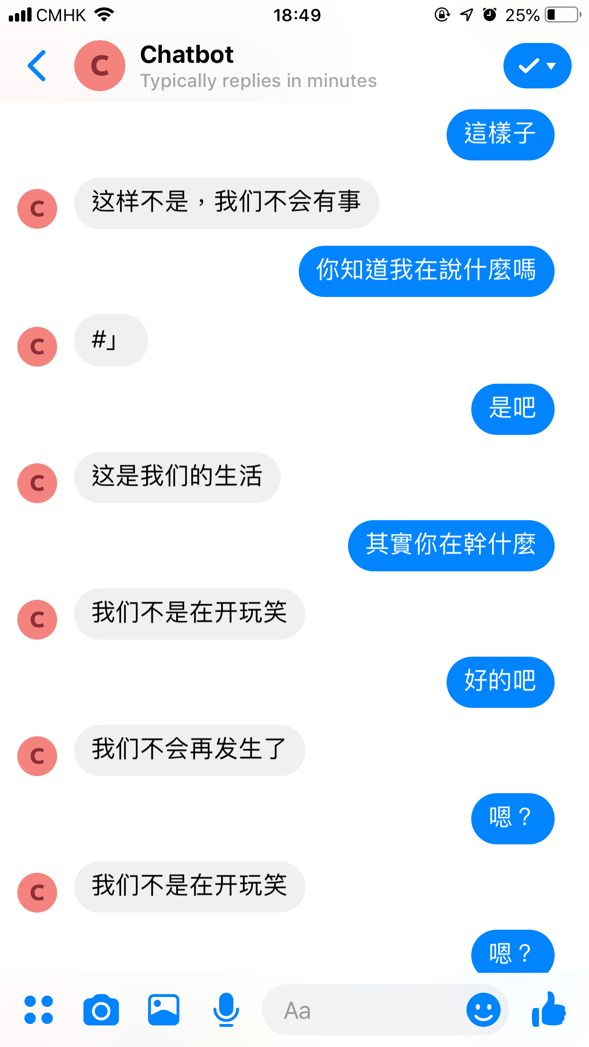 CMHK
18:49
25%
C
Chatbot
Typically replies in minutes
這樣子
C
这样不是，我们不会有事
你知道我在說什麼嗎
C
#」
是吧
C
这是我们的生活
其實你在幹什麼
C
我们不是在开玩笑
好的吧
C
我们不会再发生了
嗯？
C
我们不是在开玩笑
嗯？
Aa